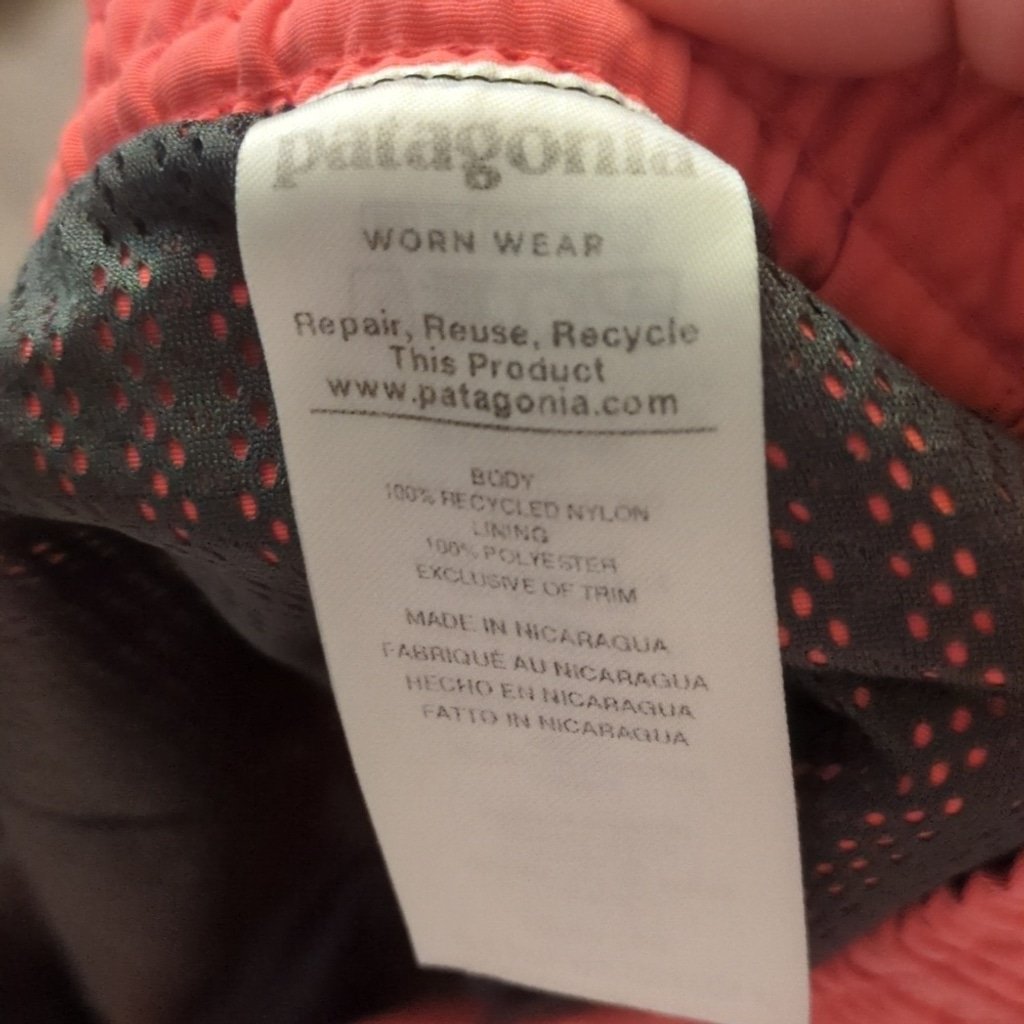 patagonia
WORN WEAR
Repair, Reuse, Recycle
This Product
www.patagonia.com
BODY
100% RECYCLED NYLON
LINING
100% POLYESTER
EXCLUSIVE OF TRIM
MADE IN NICARAGUA
FABRIQUÉ AU NICARAGUA
HECHO EN NICARAGUA
FATTO IN NICARAGUA